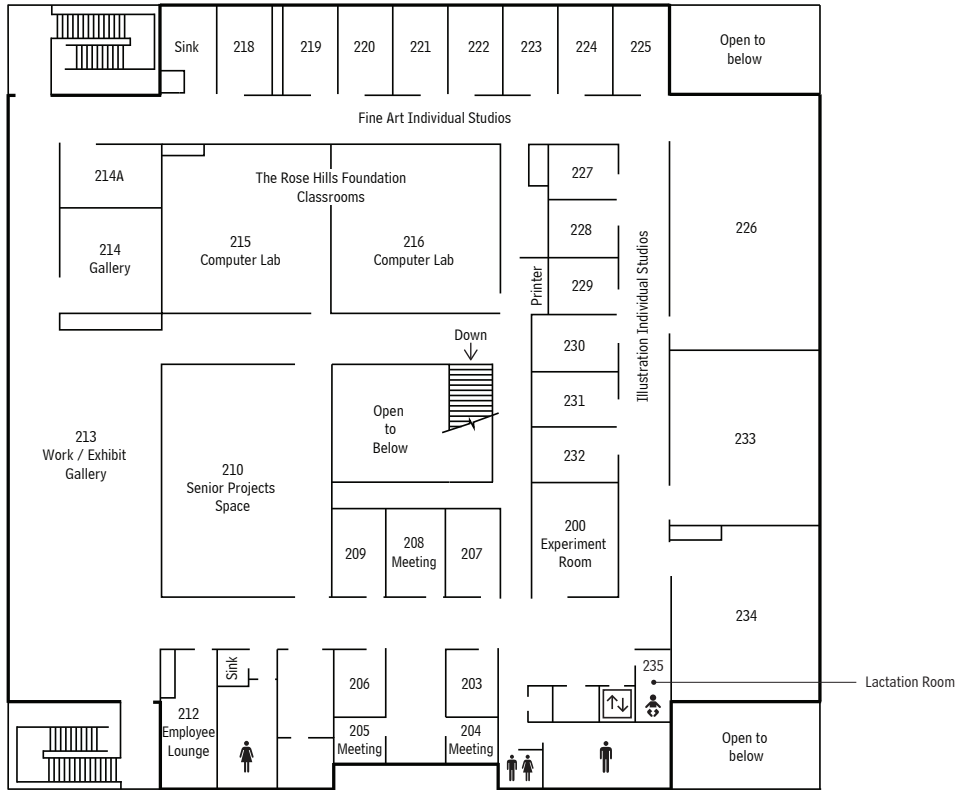 Sink
218
219
220
221
222
223
224
225
Open to
below
Fine Art Individual Studios
214A
The Rose Hills Foundation
Classrooms
227
214
Gallery
215
Computer Lab
216
Computer Lab
228
226
Printer
229
Illustration Individual Studios
Down
230
231
Open
to
Below
213
Work / Exhibit
Gallery
210
Senior Projects
Space
232
233
209
208
Meeting
207
200
Experiment
Room
234
Sink
206
203
235
Lactation Room
212
Employee
Lounge
205
Meeting
204
Meeting
Open to
below